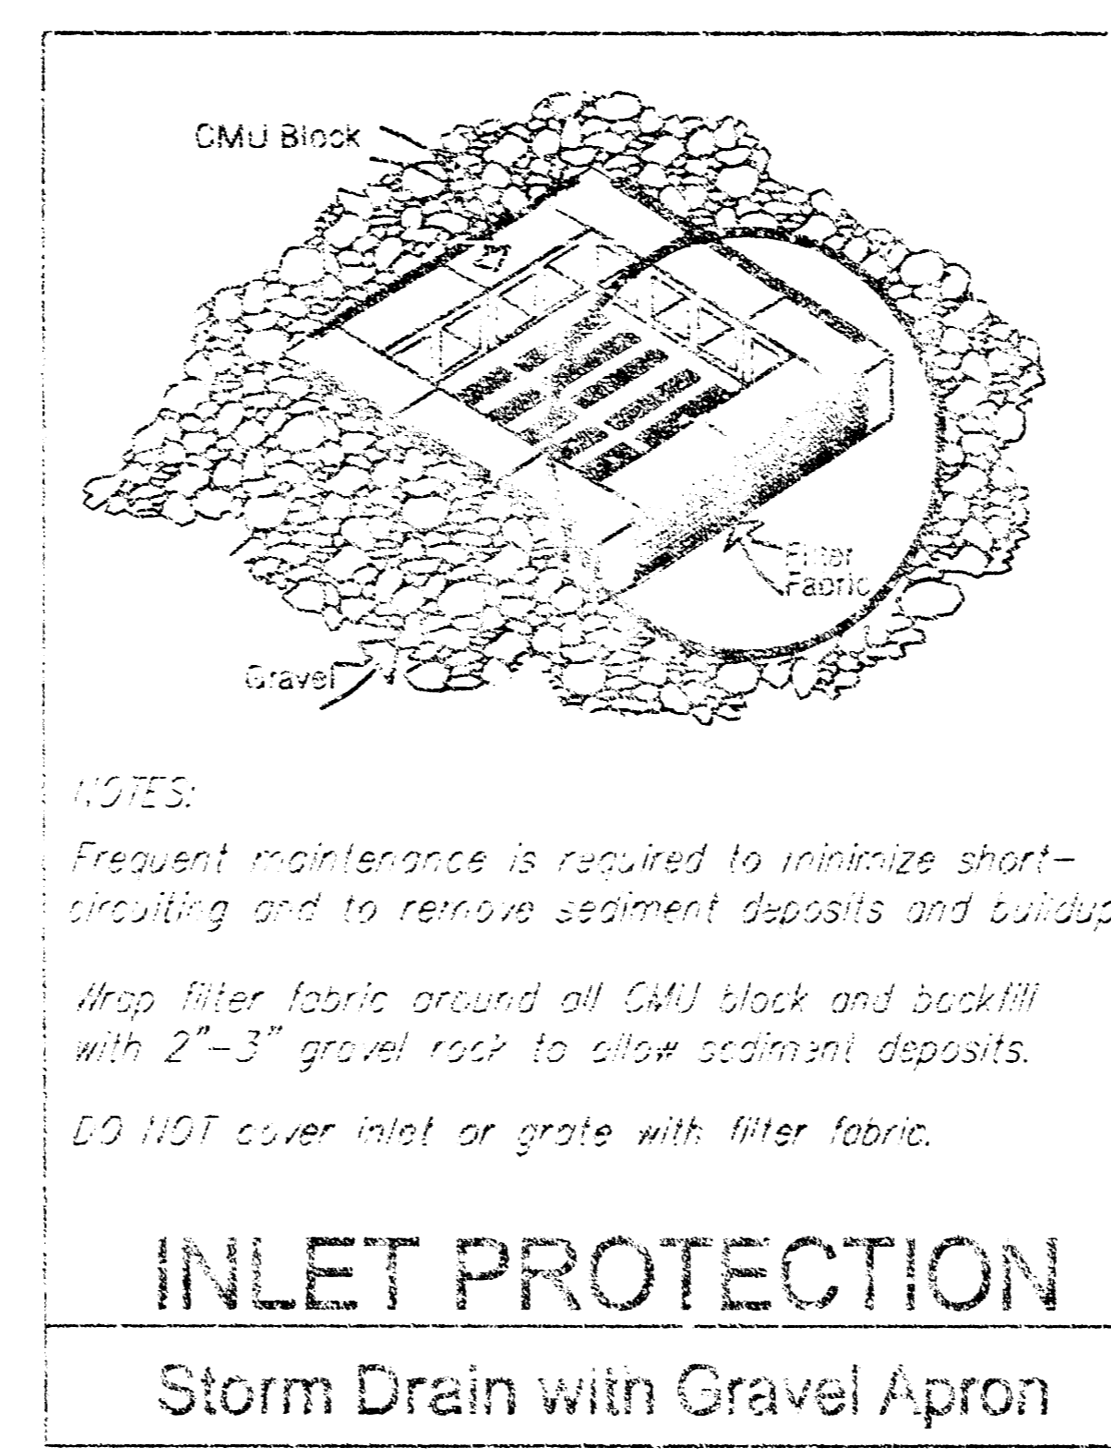 CMU Block
Filter
Fabric
Gravel
NOTES:
Frequent maintenance is required to minimize short-
circuiting and to remove sediment deposits and buildup
Wrap filter fabric around all CMU block and backfill
with 2"-3" gravel rock to allow sediment deposits.
DO NOT cover inlet or grate with filter fabric.
INLET PROTECTION
Storm Drain with Gravel Apron